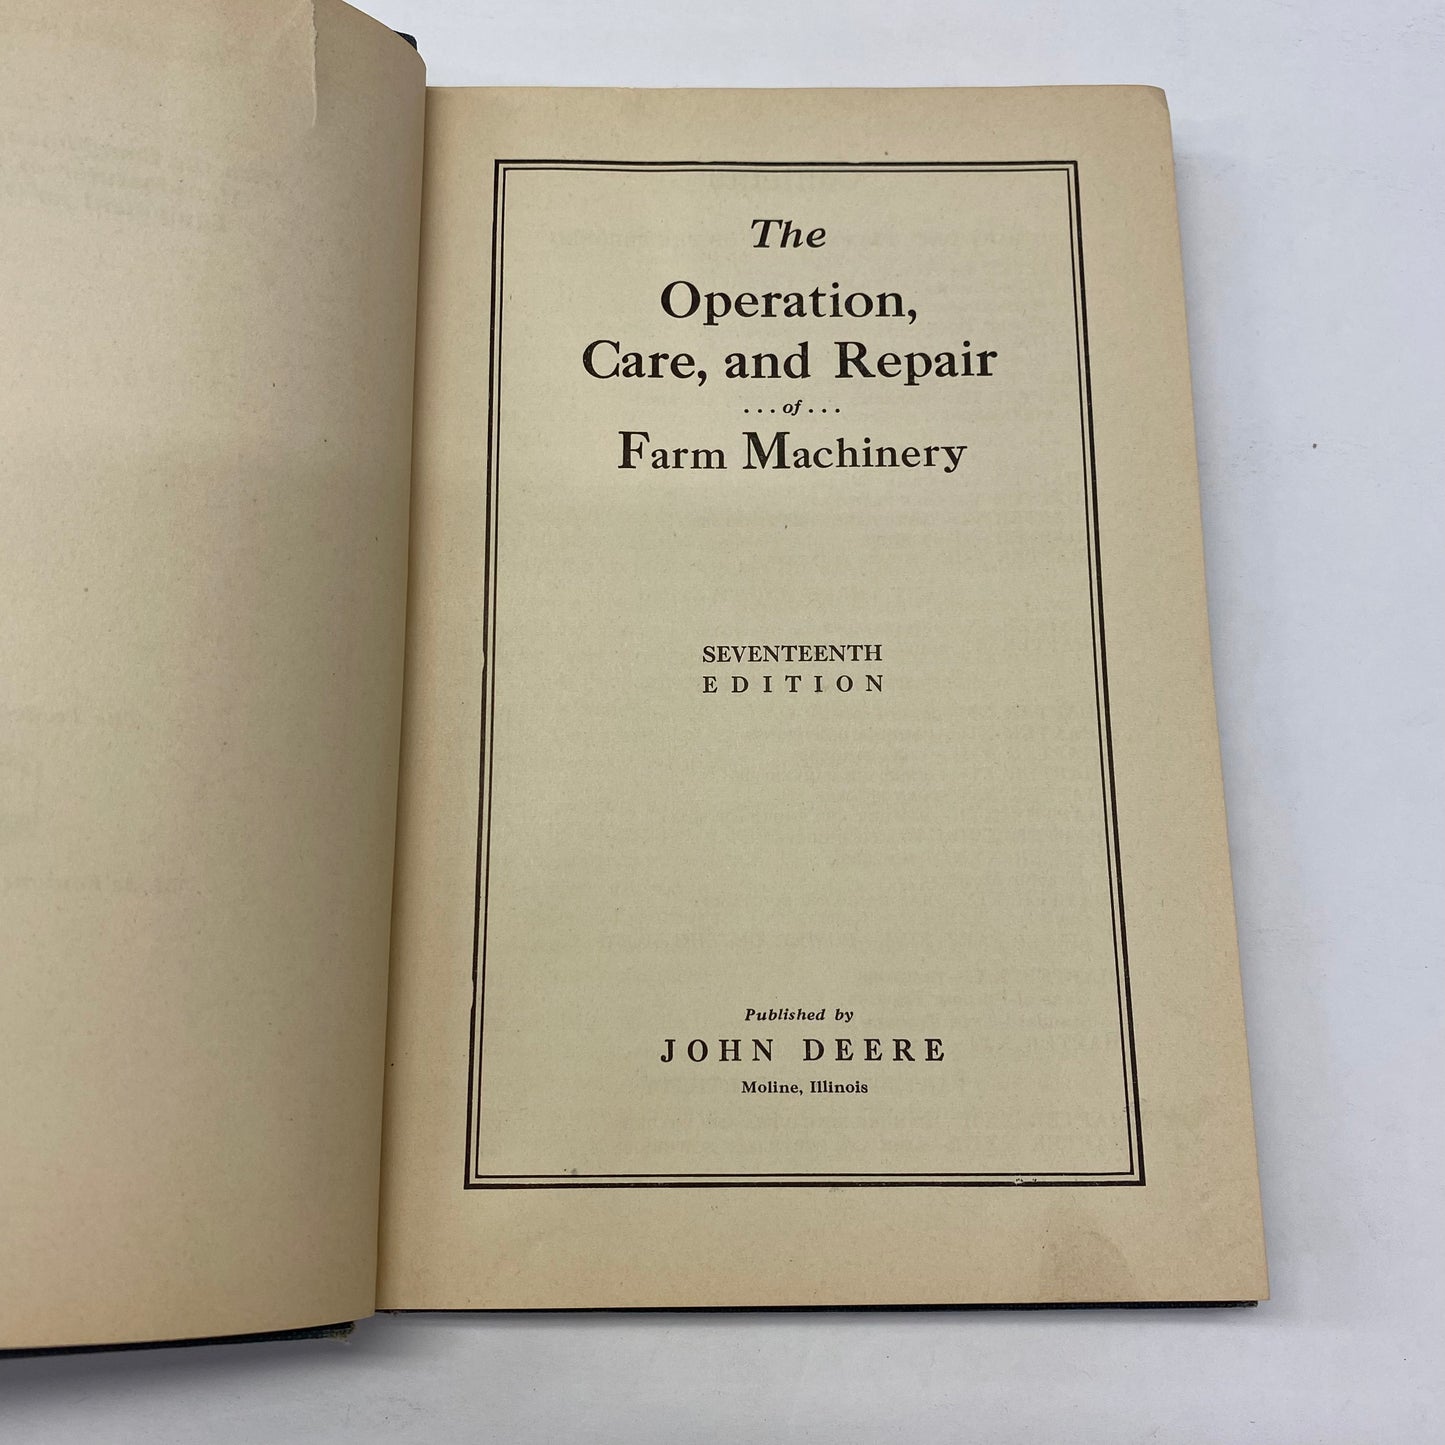 The
Operation,
Care, and Repair
... of ...
Farm Machinery
SEVENTEENTH
EDITION
Published by
JOHN DEERE
Moline, Illinois